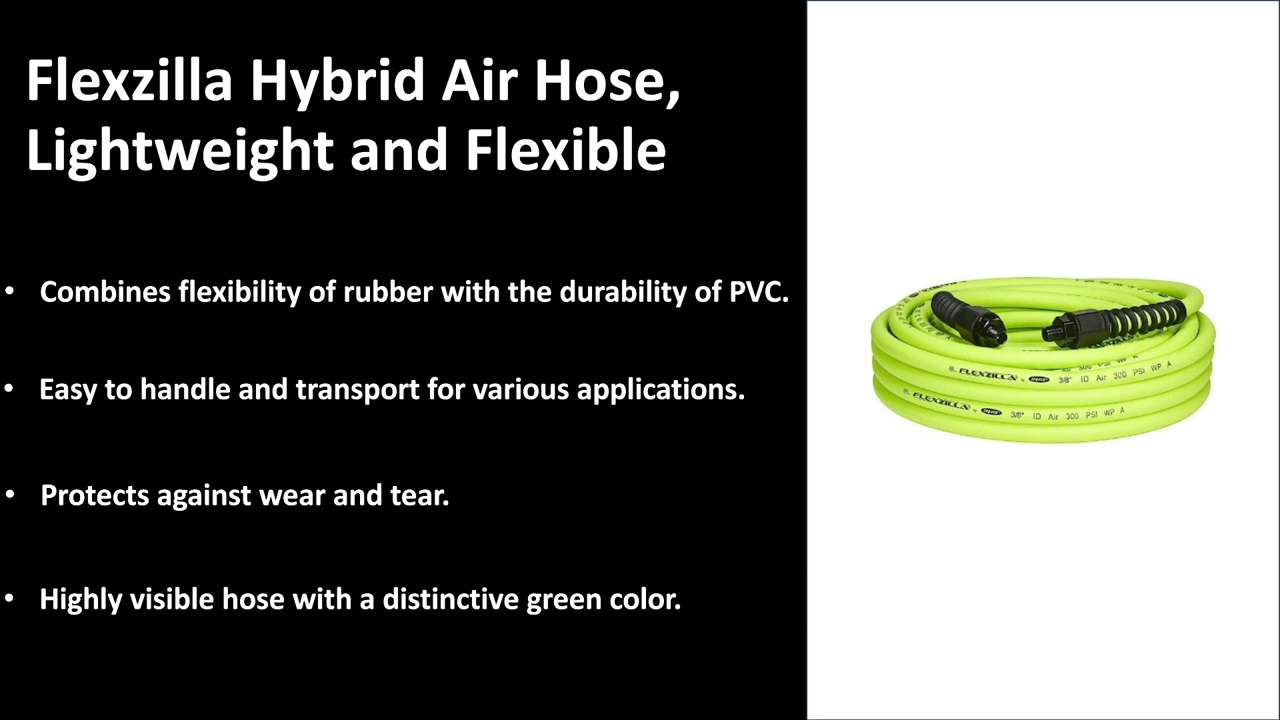 Flexzilla Hybrid Air Hose,
Lightweight and Flexible
• Combines flexibility of rubber with the durability of PVC.
• Easy to handle and transport for various applications.
• Protects against wear and tear.
• Highly visible hose with a distinctive green color.
FLEXZILLA 3/8" ID Air 300 PSI WP A
FLEXZILLA 3/8" ID Air 300 PSI WP A